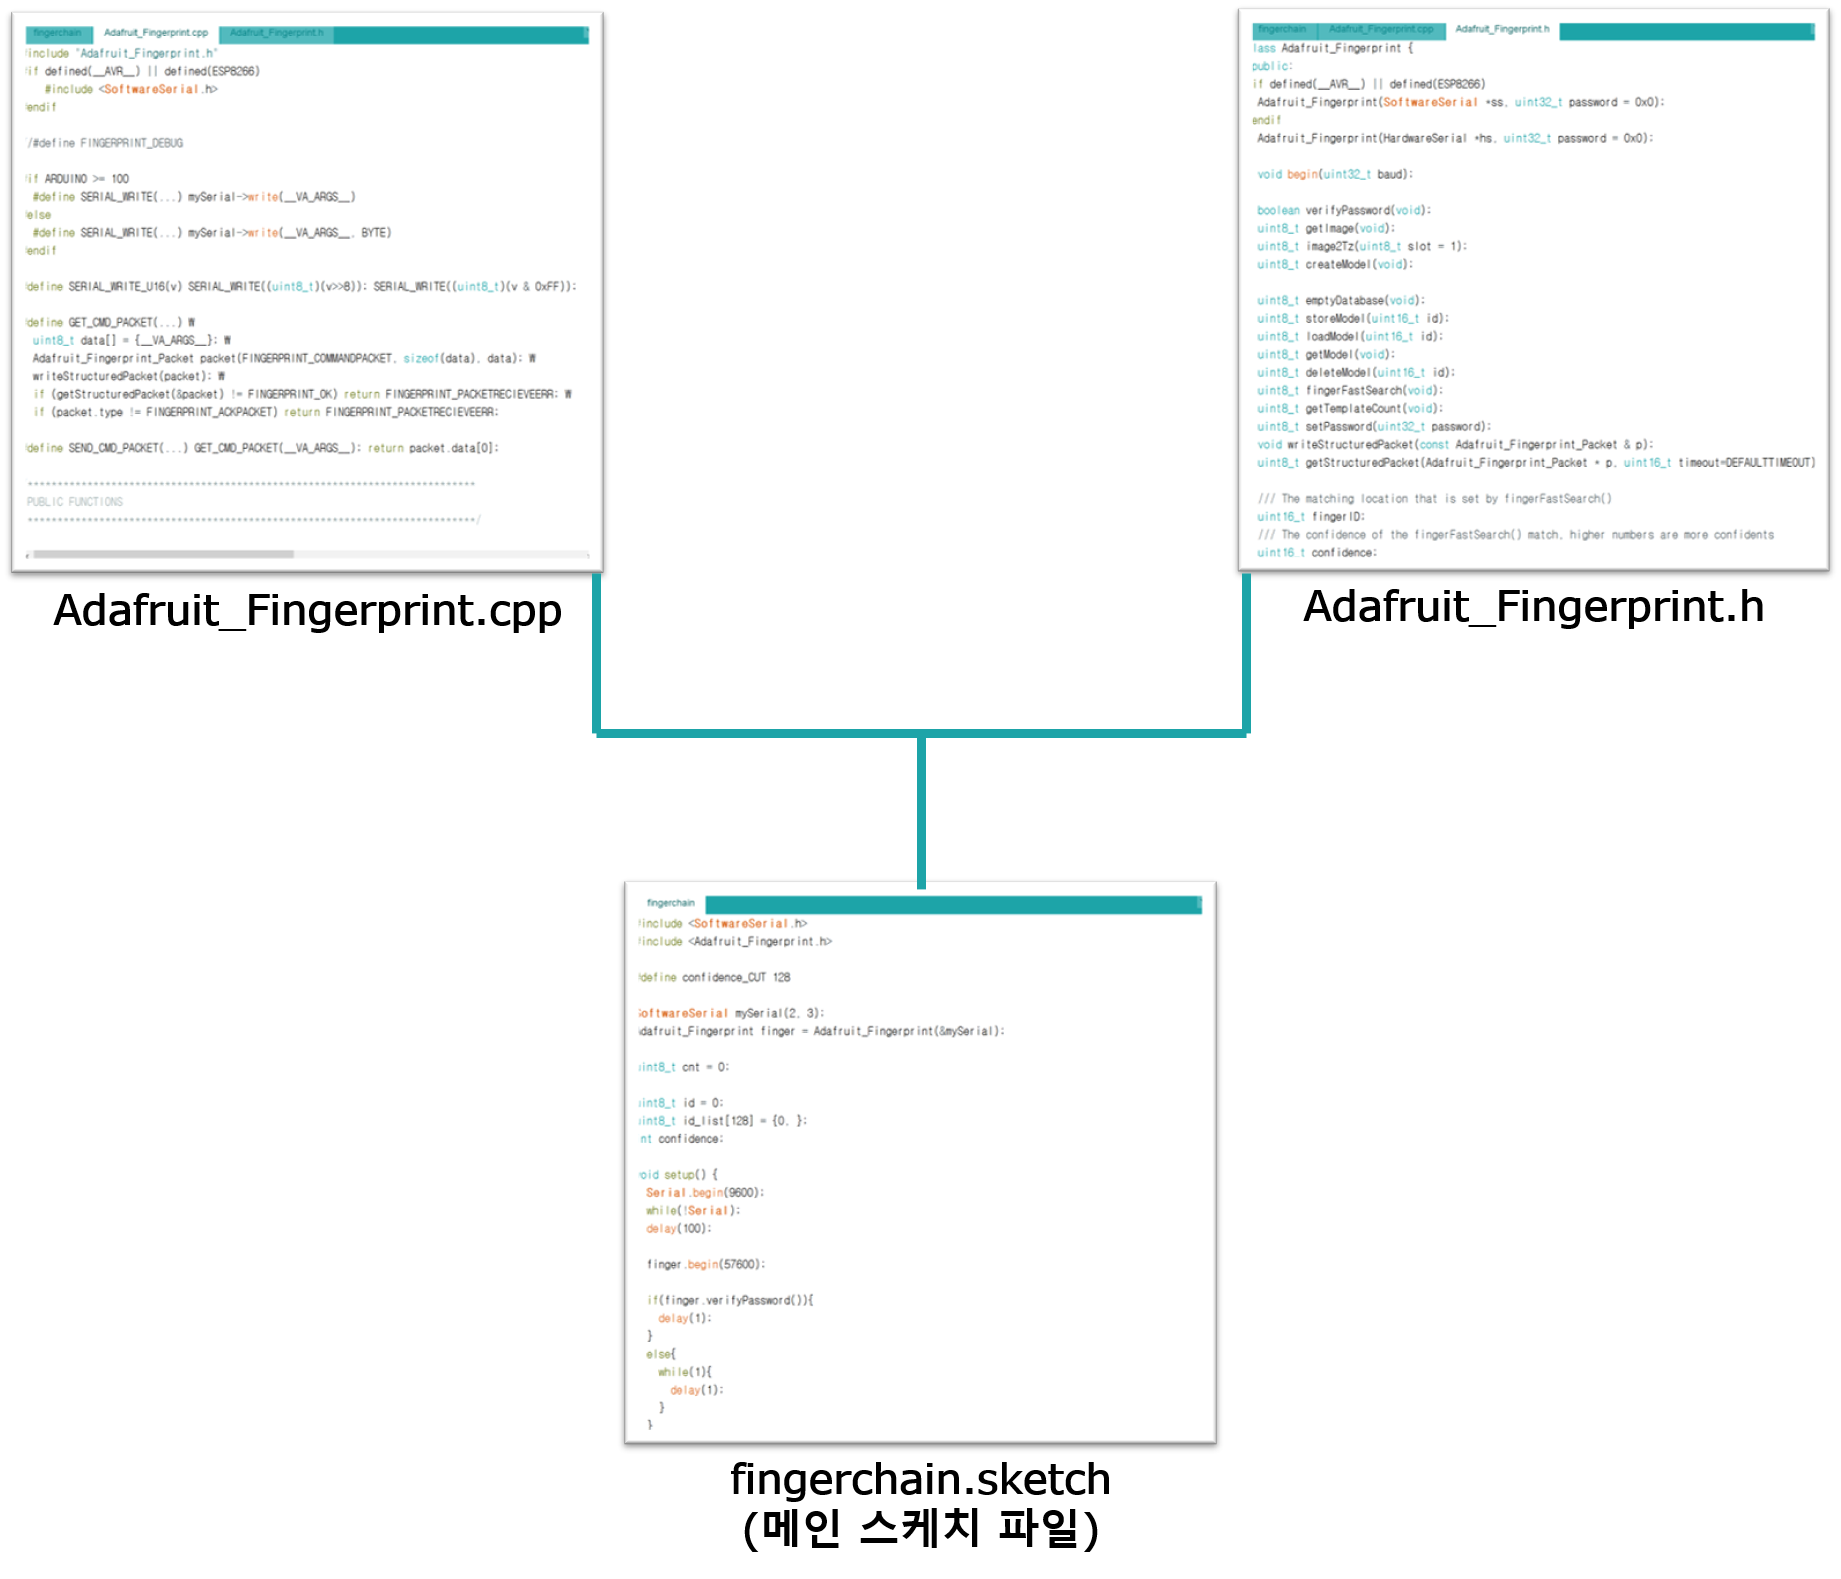 fingerchain Adafruit_Fingerprint.cpp Adafruit_Fingerprint.h
#include "Adafruit_Fingerprint.h"
#if defined(__AVR__) || defined(ESP8266)
#include <SoftwareSerial.h>
#endif
//#define FINGERPRINT_DEBUG
#if ARDUINO >= 100
#define SERIAL_WRITE(...) mySerial->write(__VA_ARGS__)
#else
#define SERIAL_WRITE(...) mySerial->write(__VA_ARGS__, BYTE)
#endif
#define SERIAL_WRITE_U16(v) SERIAL_WRITE((uint8_t)(v>>8)); SERIAL_WRITE((uint8_t)(v & 0xFF));
#define GET_CMD_PACKET(...) ₩
uint8_t data[] = {__VA_ARGS__}; ₩
Adafruit_Fingerprint_Packet packet(FINGERPRINT_COMMANDPACKET, sizeof(data), data); ₩
writeStructuredPacket(packet); ₩
if (getStructuredPacket(&packet) != FINGERPRINT_OK) return FINGERPRINT_PACKETRECIEVEERR; ₩
if (packet.type != FINGERPRINT_ACKPACKET) return FINGERPRINT_PACKETRECIEVEERR;
#define SEND_CMD_PACKET(...) GET_CMD_PACKET(__VA_ARGS__); return packet.data[0];
***************************************************************************
PUBLIC FUNCTIONS
***************************************************************************/
Adafruit_Fingerprint.cpp
fingerchain Adafruit_Fingerprint.cpp Adafruit_Fingerprint.h
lass Adafruit_Fingerprint {
public:
if defined(__AVR__) || defined(ESP8266)
Adafruit_Fingerprint(SoftwareSerial *ss, uint32_t password = 0x0);
endif
Adafruit_Fingerprint(HardwareSerial *hs, uint32_t password = 0x0);
void begin(uint32_t baud);
boolean verifyPassword(void);
uint8_t getImage(void);
uint8_t image2Tz(uint8_t slot = 1);
uint8_t createModel(void);
uint8_t emptyDatabase(void);
uint8_t storeModel(uint16_t id);
uint8_t loadModel(uint16_t id);
uint8_t getModel(void);
uint8_t deleteModel(uint16_t id);
uint8_t fingerFastSearch(void);
uint8_t getTemplateCount(void);
uint8_t setPassword(uint32_t password);
void writeStructuredPacket(const Adafruit_Fingerprint_Packet & p);
uint8_t getStructuredPacket(Adafruit_Fingerprint_Packet * p, uint16_t timeout=DEFAULTTIMEOUT)
/// The matching location that is set by fingerFastSearch()
uint16_t fingerID;
/// The confidence of the fingerFastSearch() match, higher numbers are more confidents
uint16_t confidence;
Adafruit_Fingerprint.h
fingerchain
#include <SoftwareSerial.h>
#include <Adafruit_Fingerprint.h>
#define confidence_CUT 128
SoftwareSerial mySerial(2, 3);
Adafruit_Fingerprint finger = Adafruit_Fingerprint(&mySerial);
uint8_t cnt = 0;
uint8_t id = 0;
uint8_t id_list[128] = {0, };
int confidence;
void setup() {
Serial.begin(9600);
while(!Serial);
delay(100);
finger.begin(57600);
if(finger.verifyPassword()){
delay(1);
}
else{
while(1){
delay(1);
}
}
fingerchain.sketch
(메인 스케치 파일)